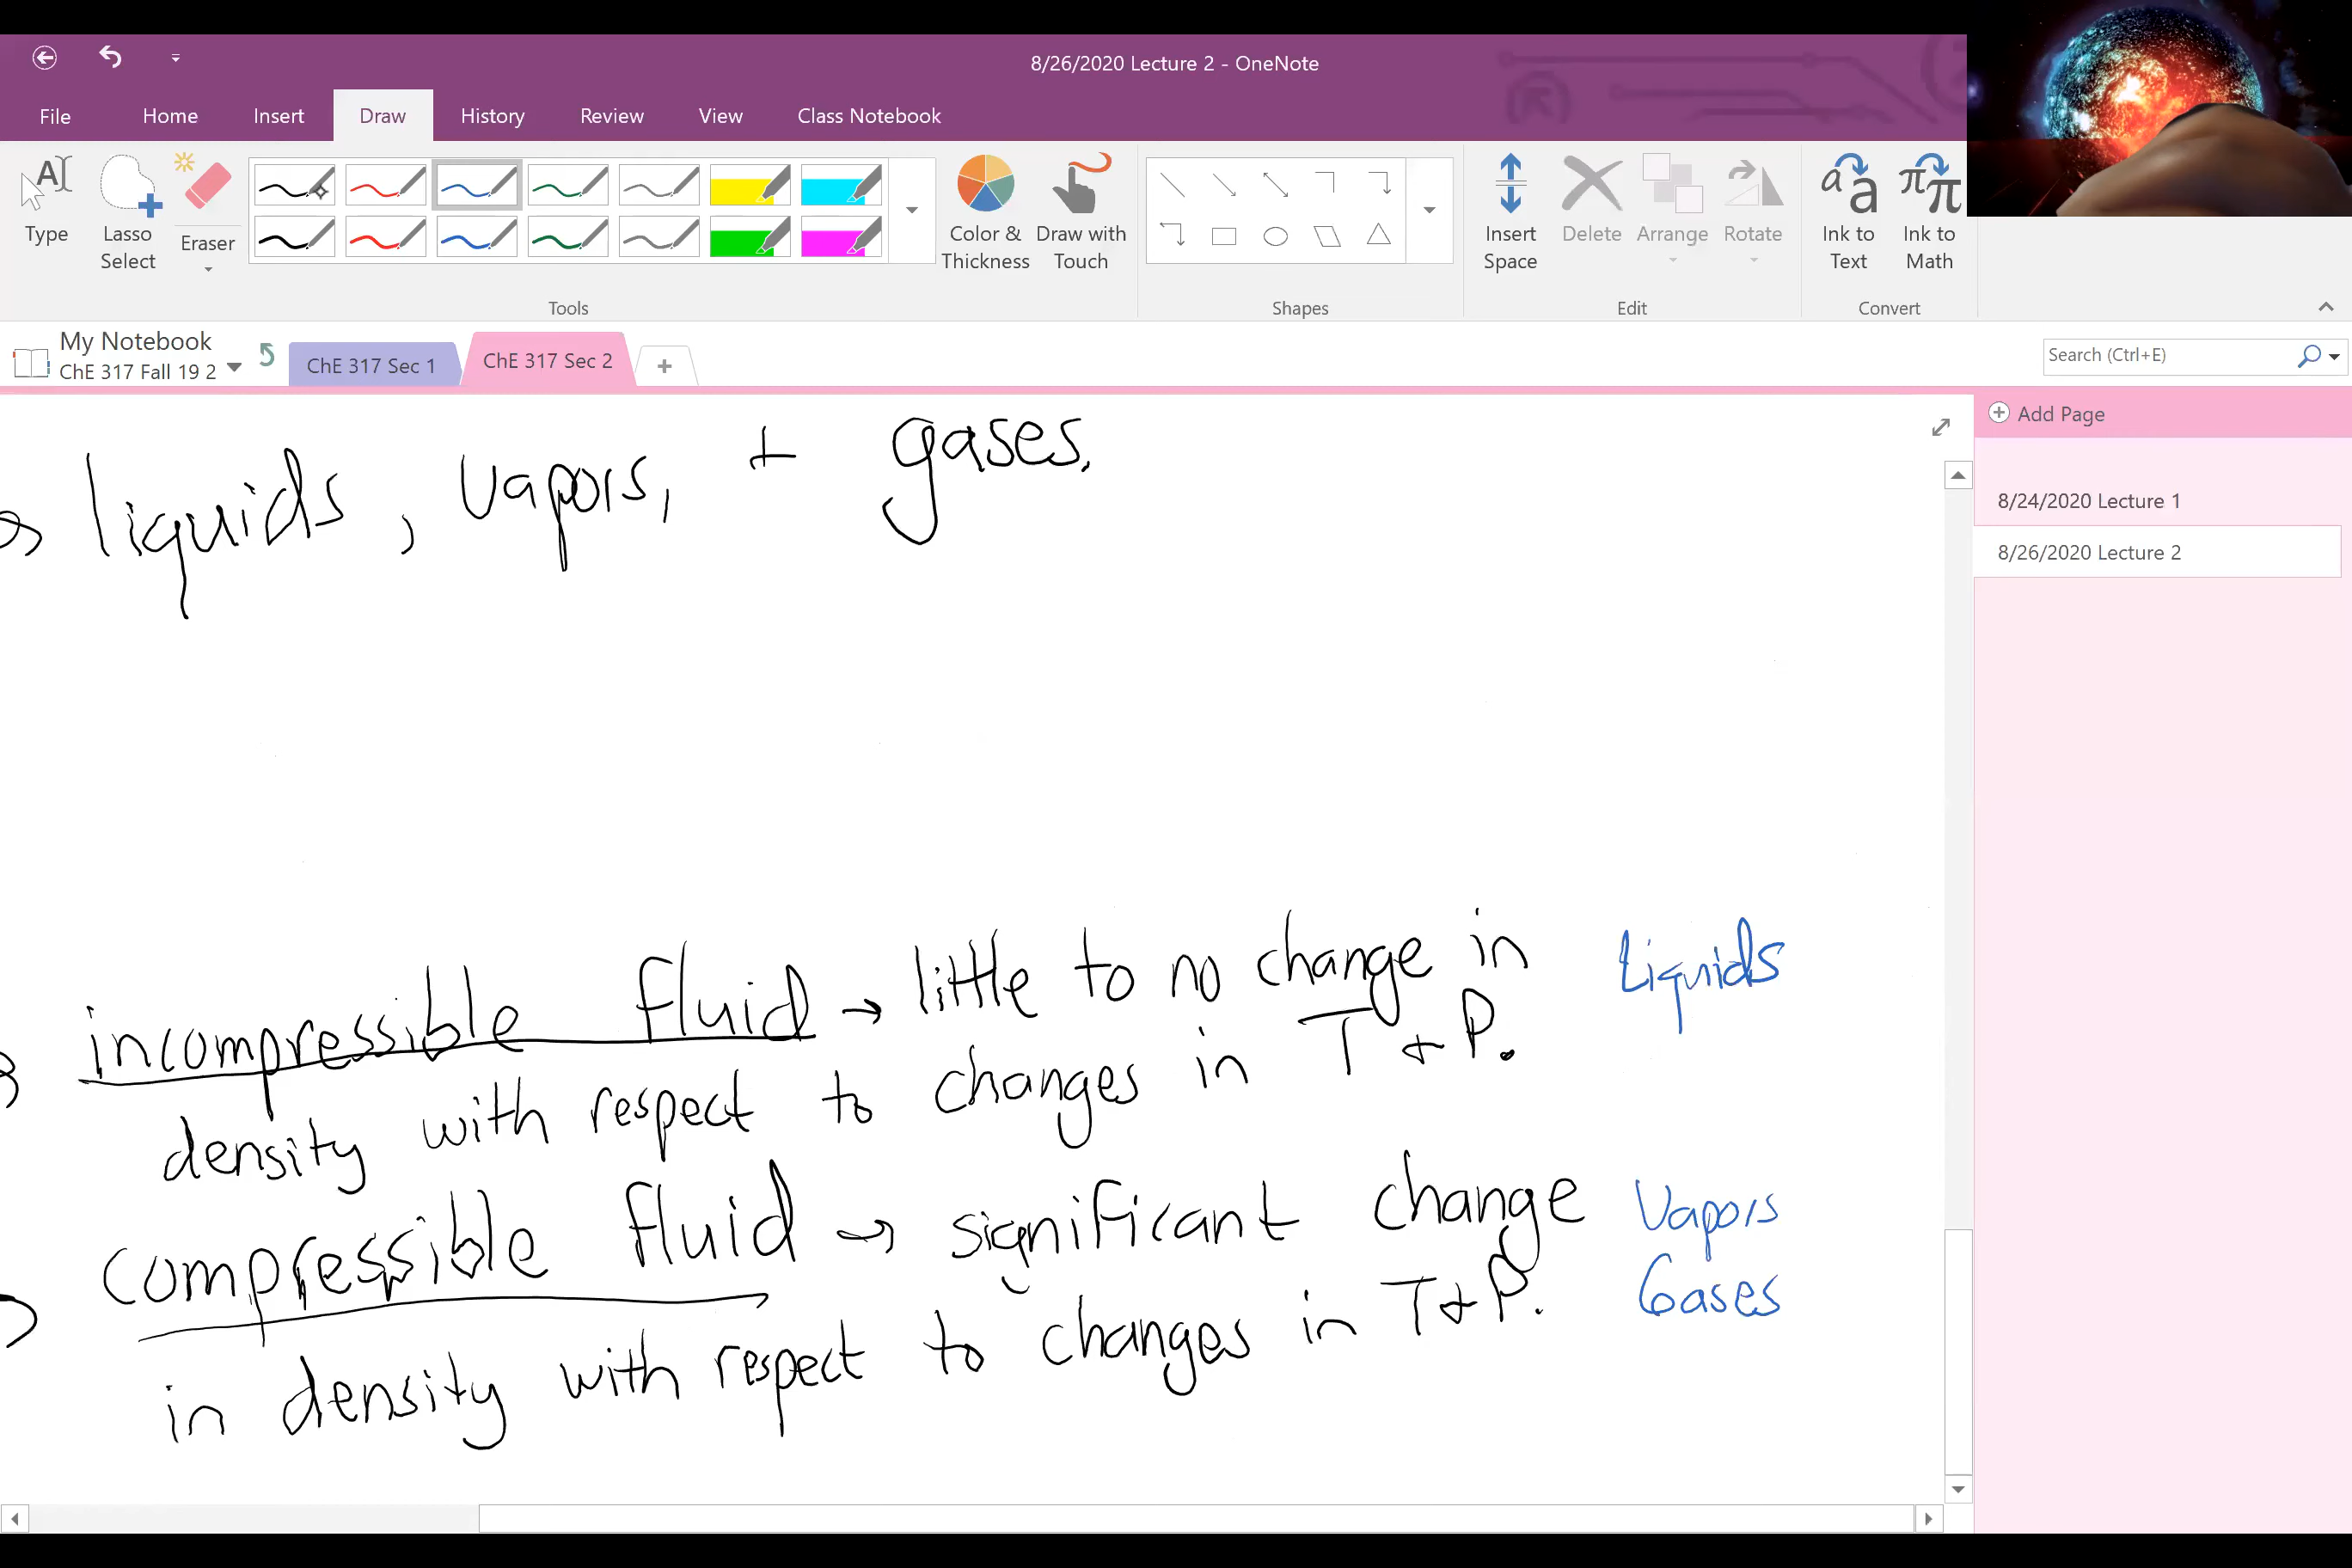 8/26/2020 Lecture 2 - OneNote
File Home Insert Draw History Review View Class Notebook
Type
Lasso Select
Eraser
Color & Thickness
Draw with Touch
Insert Space
Delete
Arrange
Rotate
Ink to Text
Ink to Math
Tools
Shapes
Edit
Convert
My Notebook
ChE 317 Fall 19 2
ChE 317 Sec 1
ChE 317 Sec 2
Search (Ctrl+E)
Add Page
8/24/2020 Lecture 1
8/26/2020 Lecture 2
liquids, vapors, + gases.
incompressible fluid → little to no change in Liquids
density with respect to changes in T & P.
compressible fluid → significant change Vapors
in density with respect to changes in T & P. Gases